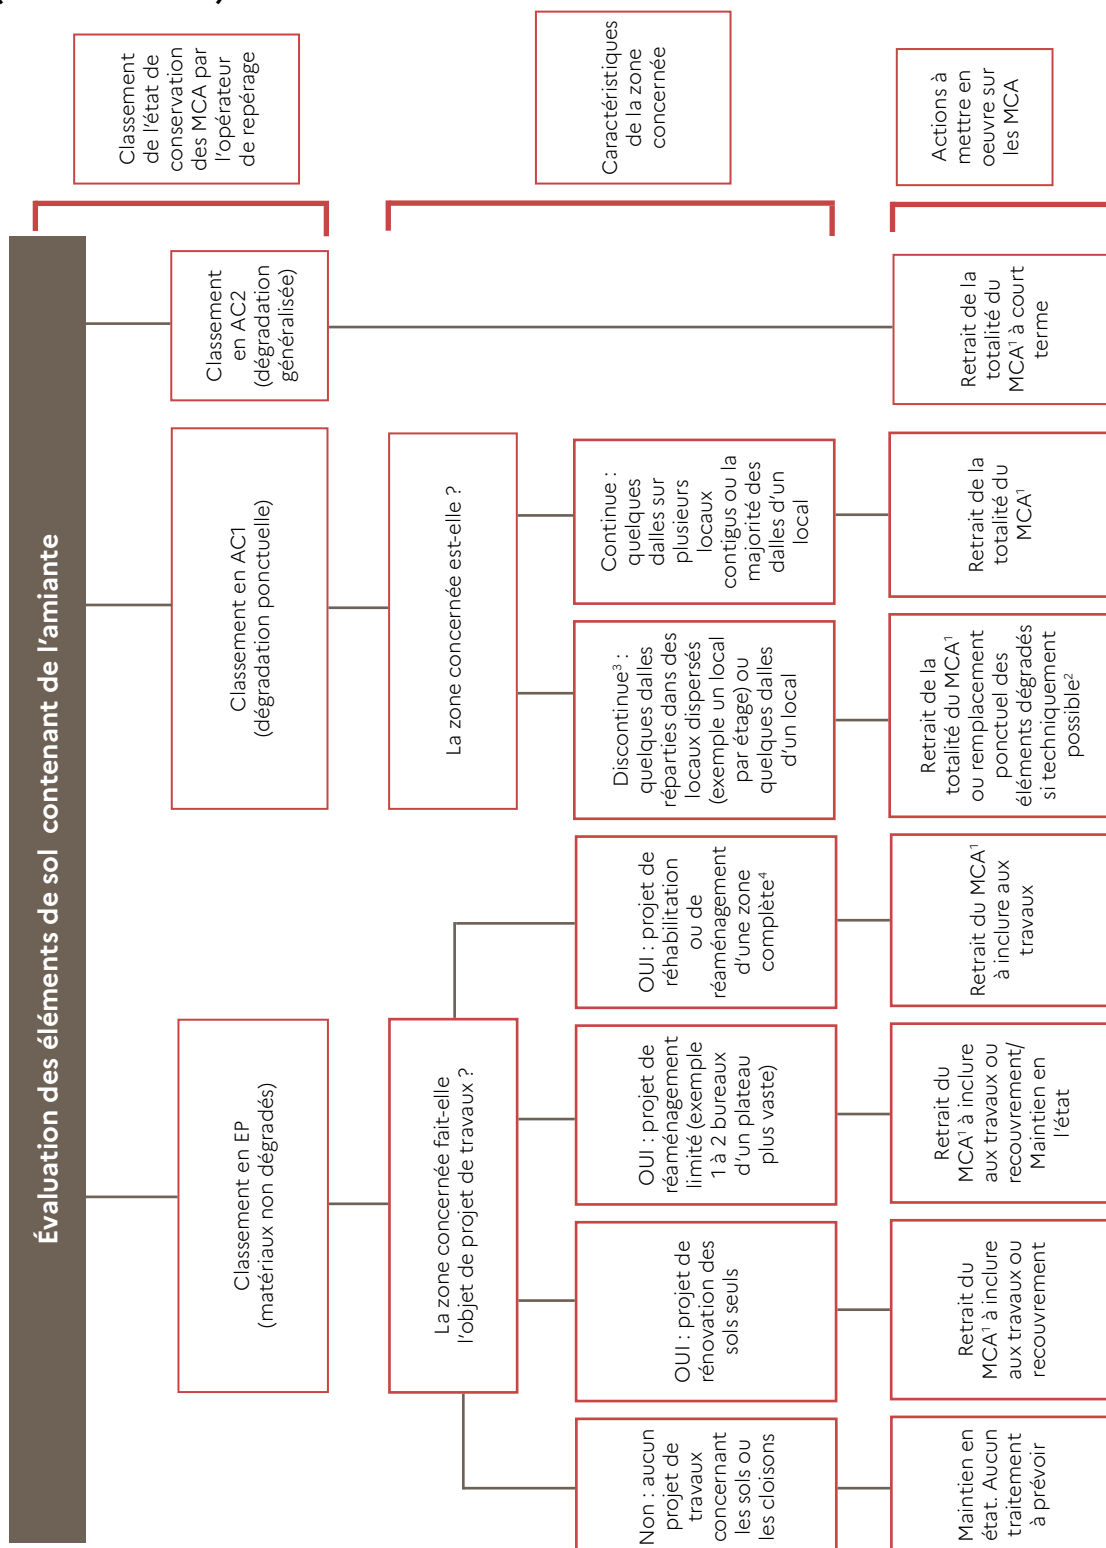 Évaluation des éléments de sol contenant de l'amiante
Classement
de l'état de
conservation
des MCA par
l'opérateur
de repérage
Classement en EP
(matériaux non dégradés)
Classement en AC1
(dégradation ponctuelle)
Classement
en AC2
(dégradation
généralisée)
Caractéristiques
de la zone
concernée
La zone concernée fait-elle
l'objet de projet de travaux ?
La zone concernée est-elle ?
Non : aucun
projet de
travaux
concernant
les sols ou
les cloisons
OUI : projet de
rénovation des
sols seuls
OUI : projet de
réaménagement
limité (exemple
1 à 2 bureaux
d'un plateau
plus vaste)
OUI : projet de
réhabilitation
ou de
réaménagement
d'une zone
complète⁴
Discontinue³ :
quelques dalles
réparties dans des
locaux dispersés
(exemple un local
par étage) ou
quelques dalles
d'un local
Continue :
quelques
dalles sur
plusieurs
locaux
contigus ou la
majorité des
dalles d'un
local
Actions à
mettre en
oeuvre sur
les MCA
Maintien en
état. Aucun
traitement
à prévoir
Retrait du
MCA¹ à inclure
aux travaux ou
recouvrement
Retrait du
MCA¹ à inclure
aux travaux ou
recouvrement/
Maintien en
l'état
Retrait du MCA¹
à inclure aux
travaux
Retrait de la
totalité du MCA¹
ou remplacement
ponctuel des
éléments dégradés
si techniquement
possible²
Retrait de la
totalité du
MCA¹
Retrait de la
totalité du
MCA¹ à court
terme